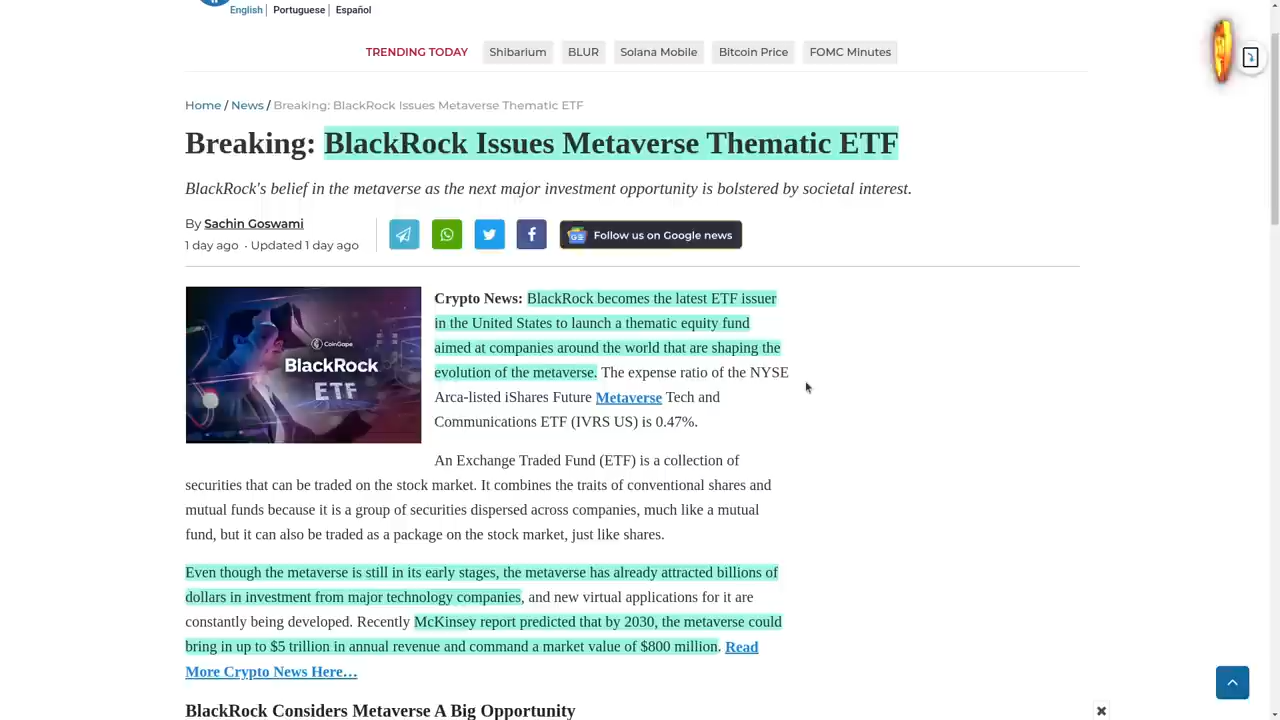 English | Portuguese | Español
TRENDING TODAY Shibarium BLUR Solana Mobile Bitcoin Price FOMC Minutes
Home / News / Breaking: BlackRock Issues Metaverse Thematic ETF
Breaking: BlackRock Issues Metaverse Thematic ETF
BlackRock's belief in the metaverse as the next major investment opportunity is bolstered by societal interest.
By Sachin Goswami
1 day ago · Updated 1 day ago
Follow us on Google news
CoinGape
BlackRock
ETF
Crypto News: BlackRock becomes the latest ETF issuer
in the United States to launch a thematic equity fund
aimed at companies around the world that are shaping the
evolution of the metaverse. The expense ratio of the NYSE
Arca-listed iShares Future Metaverse Tech and
Communications ETF (IVRS US) is 0.47%.
An Exchange Traded Fund (ETF) is a collection of
securities that can be traded on the stock market. It combines the traits of conventional shares and
mutual funds because it is a group of securities dispersed across companies, much like a mutual
fund, but it can also be traded as a package on the stock market, just like shares.
Even though the metaverse is still in its early stages, the metaverse has already attracted billions of
dollars in investment from major technology companies, and new virtual applications for it are
constantly being developed. Recently McKinsey report predicted that by 2030, the metaverse could
bring in up to $5 trillion in annual revenue and command a market value of $800 million. Read
More Crypto News Here…
BlackRock Considers Metaverse A Big Opportunity